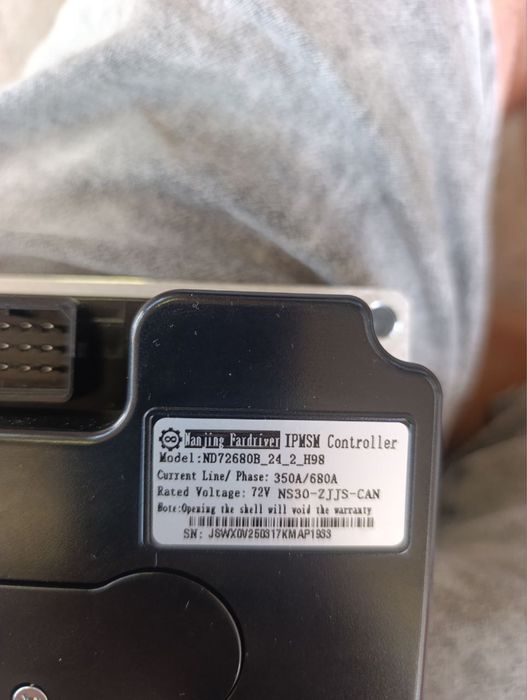 Nanjing Fardriver IPMSM Controller
Model:ND72680B_24_2_H98
Current Line/ Phase: 350A/680A
Rated Voltage: 72V NS30-ZJJS-CAN
Note:Opening the shell will void the warranty
SN: JSWX0V250317KMAP1933